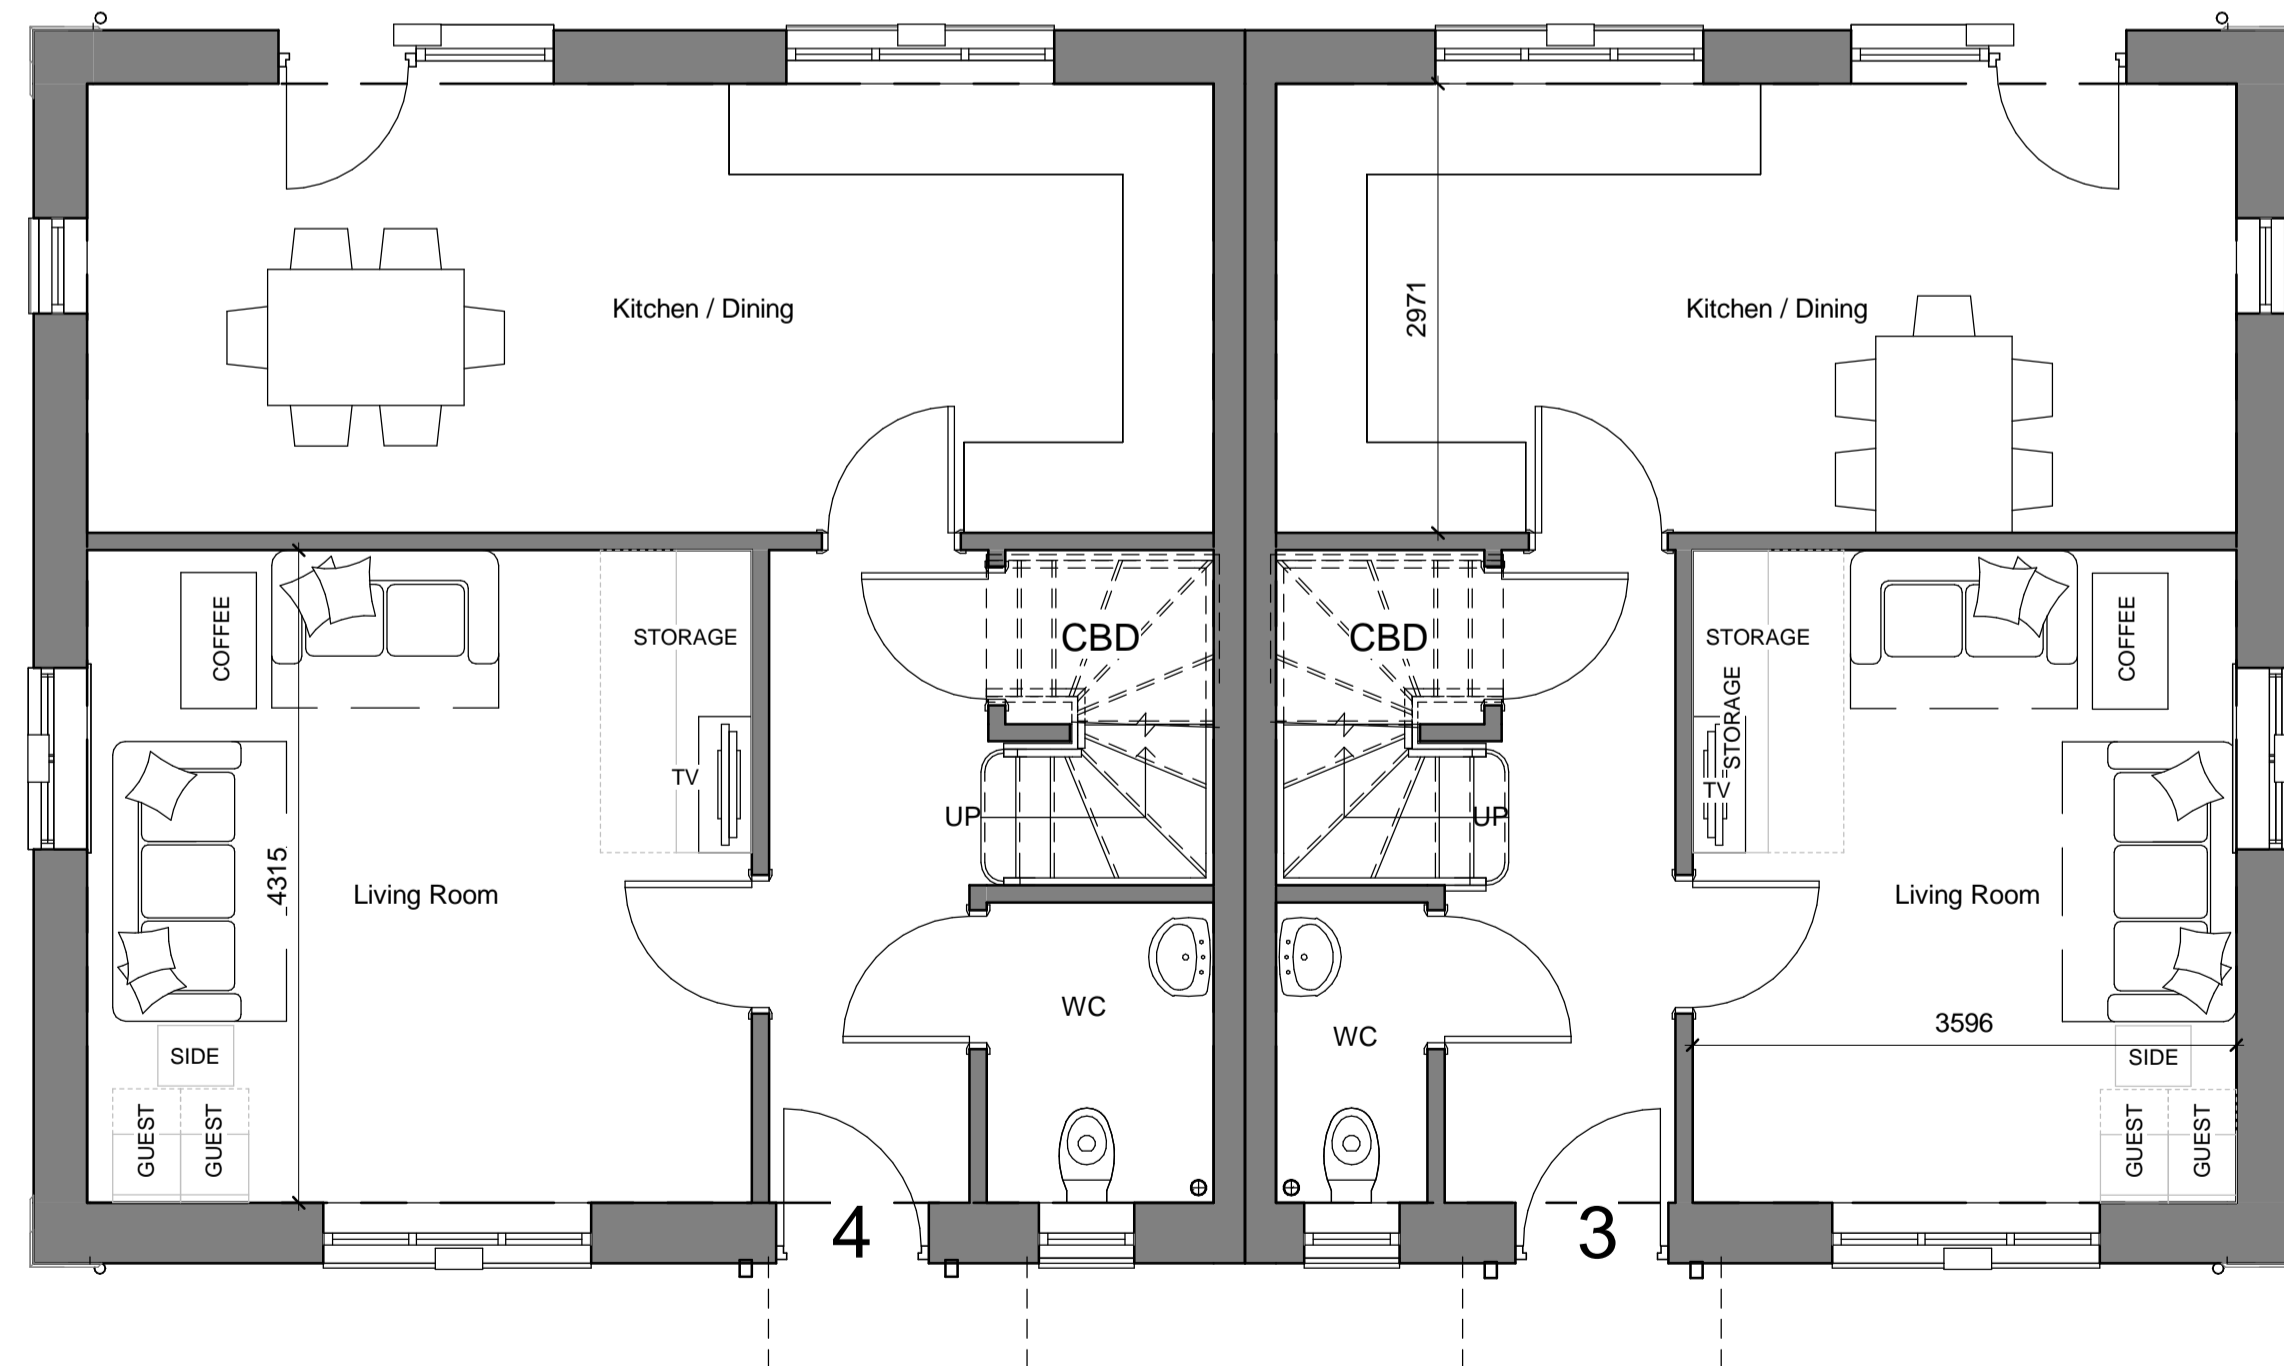 Kitchen / Dining
2971
Kitchen / Dining
COFFEE
STORAGE
CBD
CBD
STORAGE
STORAGE
COFFEE
TV
UP
UP
TV
4315
Living Room
Living Room
WC
WC
3596
SIDE
SIDE
GUEST
GUEST
GUEST
GUEST
4
3